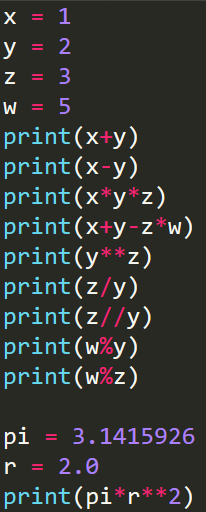 x = 1
y = 2
z = 3
w = 5
print(x+y)
print(x-y)
print(x*y*z)
print(x+y-z*w)
print(y**z)
print(z/y)
print(z//y)
print(w%y)
print(w%z)

pi = 3.1415926
r = 2.0
print(pi*r**2)